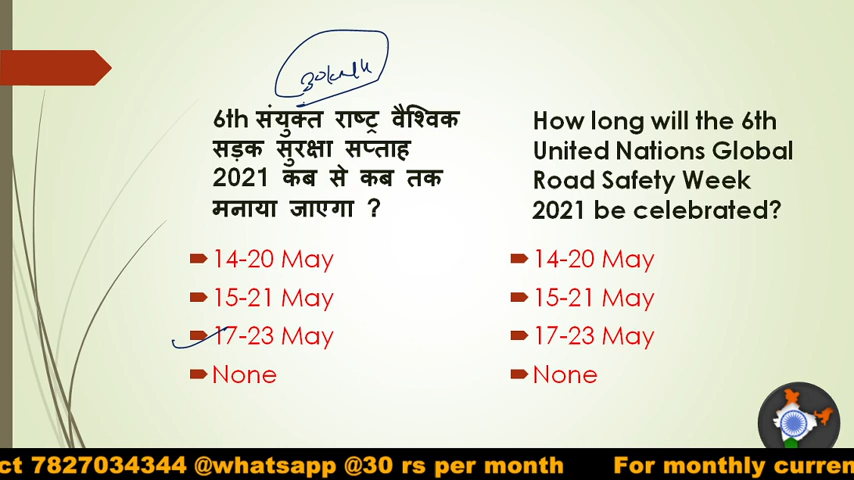 30km/h
6th संयुक्त राष्ट्र वैश्विक
सड़क सुरक्षा सप्ताह
2021 कब से कब तक
मनाया जाएगा ?
14-20 May
15-21 May
17-23 May
None
How long will the 6th
United Nations Global
Road Safety Week
2021 be celebrated?
14-20 May
15-21 May
17-23 May
None
ct 7827034344 @whatsapp @30 rs per month For monthly curren